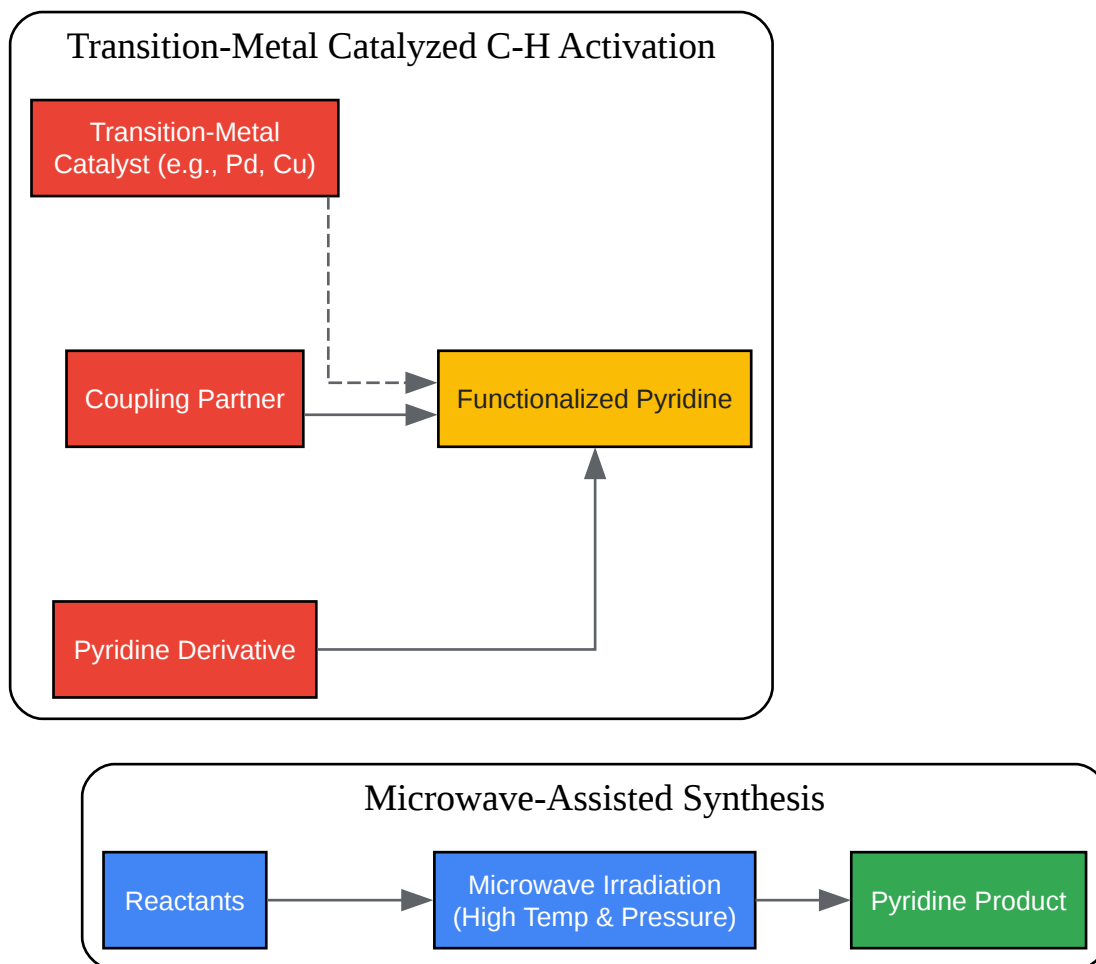 Transition-Metal Catalyzed C-H Activation
Transition-Metal
Catalyst (e.g., Pd, Cu)
Coupling Partner
Functionalized Pyridine
Pyridine Derivative
Microwave-Assisted Synthesis
Reactants
Microwave Irradiation
(High Temp & Pressure)
Pyridine Product